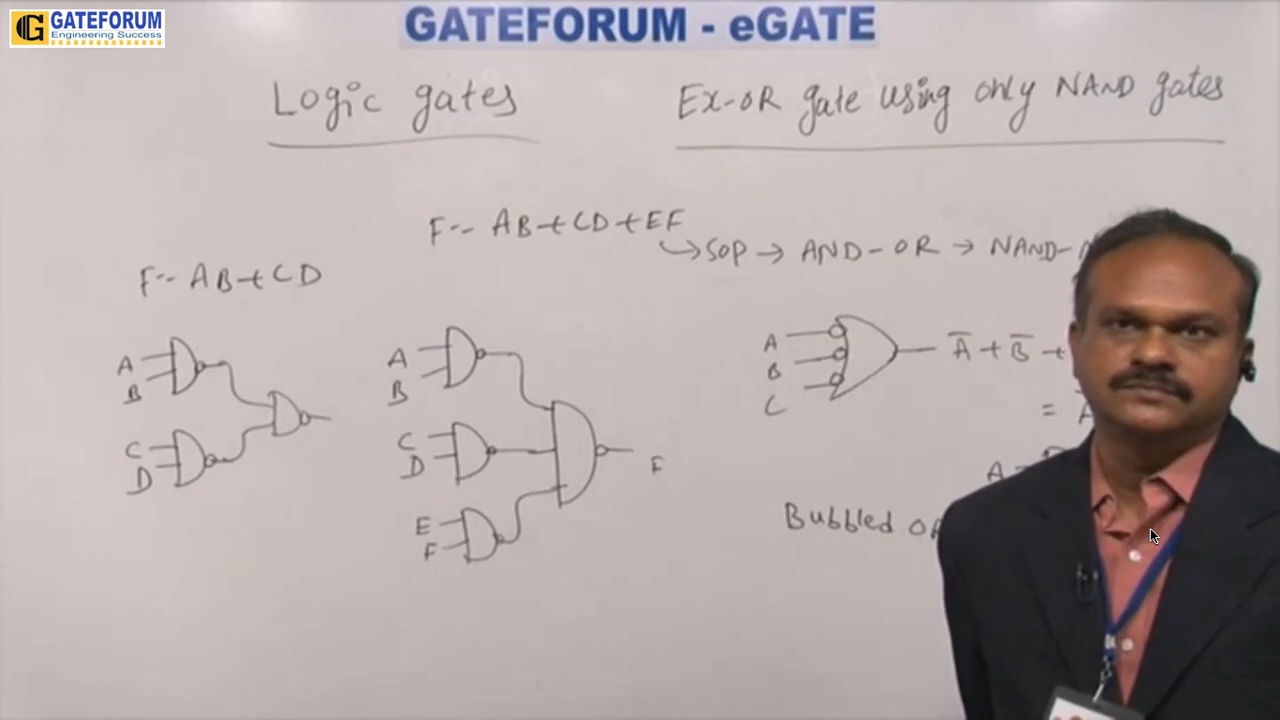 GATEFORUM
Engineering Success
GATEFORUM - eGATE
Logic gates
Ex-OR gate using only NAND gates
F = AB + CD + EF
↳ SOP → AND-OR → NAND-
F = AB + CD
A
B
C
D
A
B
C
D
E
F
F
A
B
C
A̅ + B̅ +
=
A
Bubbled